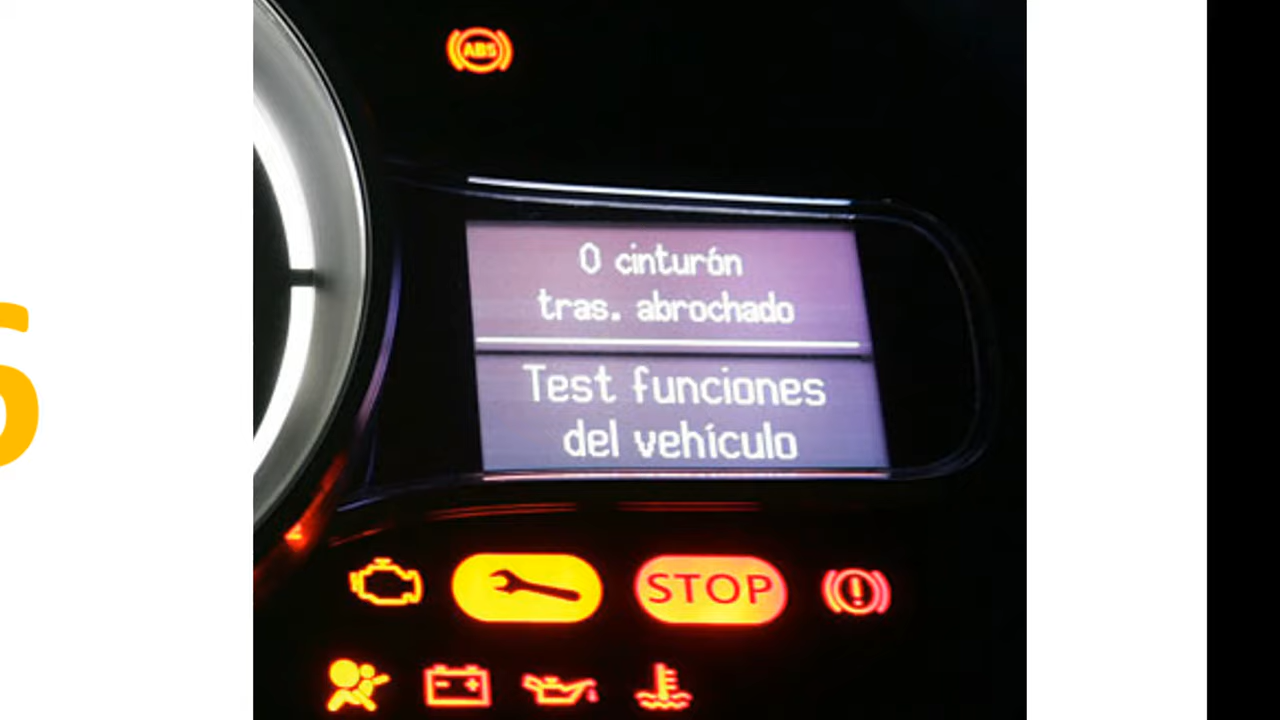 ABS
0 cinturón
tras. abrochado
Test funciones
del vehículo
STOP